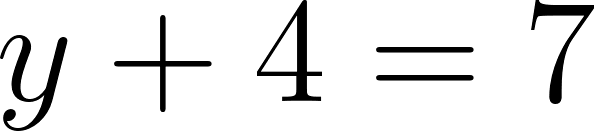 y + 4 = 7